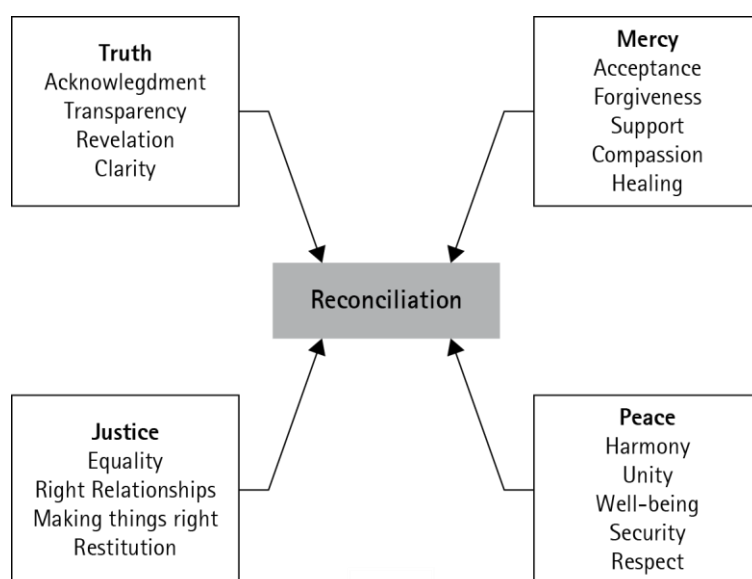 Truth
Acknowlegdment
Transparency
Revelation
Clarity
Mercy
Acceptance
Forgiveness
Support
Compassion
Healing
Reconciliation
Justice
Equality
Right Relationships
Making things right
Restitution
Peace
Harmony
Unity
Well-being
Security
Respect